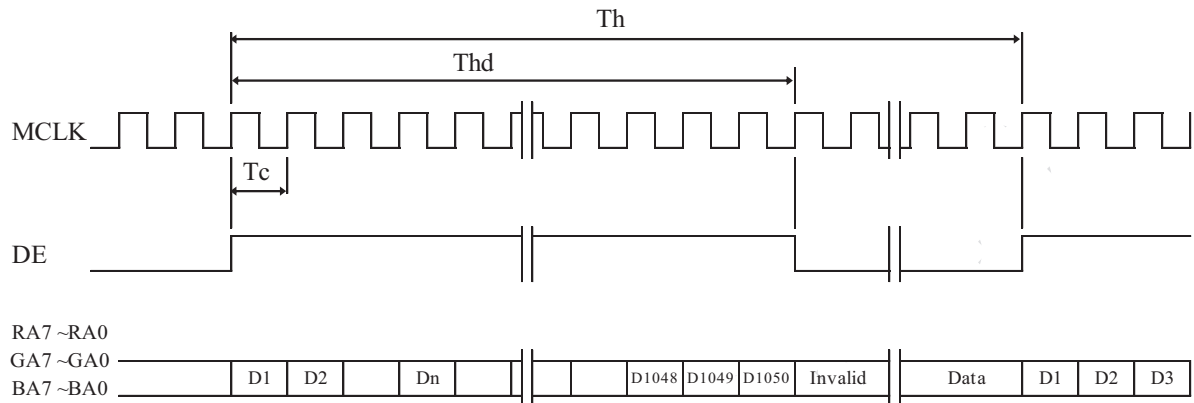 Th
Thd
MCLK
Tc
DE
RA7 ~RA0
GA7 ~GA0
BA7 ~BA0
D1 D2 Dn D1048 D1049 D1050 Invalid Data D1 D2 D3